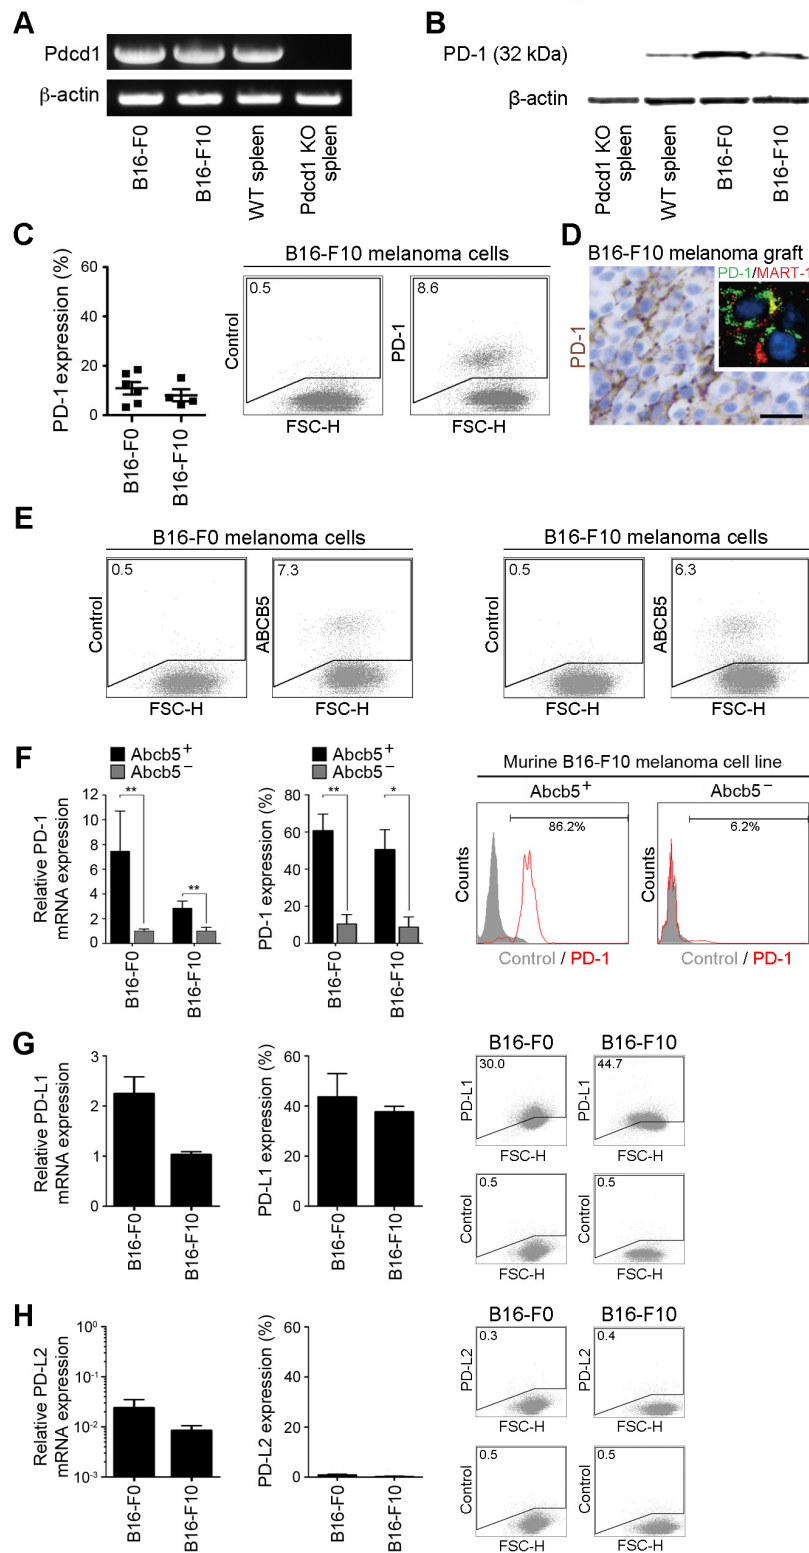 A
Pdcd1
β-actin
B16-F0
B16-F10
WT spleen
Pdcd1 KO
spleen
B
PD-1 (32 kDa)
β-actin
Pdcd1 KO
spleen
WT spleen
B16-F0
B16-F10
C
PD-1 expression (%)
60
40
20
0
B16-F0
B16-F10
B16-F10 melanoma cells
0.5
Control
FSC-H
8.6
PD-1
FSC-H
D
B16-F10 melanoma graft
PD-1/MART-1
PD-1
E
B16-F0 melanoma cells
0.5
Control
FSC-H
7.3
ABCB5
FSC-H
B16-F10 melanoma cells
0.5
Control
FSC-H
6.3
ABCB5
FSC-H
F
Abcb5+
Abcb5−
Relative PD-1
mRNA expression
12
10
8
6
4
2
0
**
**
B16-F0
B16-F10
Abcb5+
Abcb5−
PD-1 expression (%)
80
60
40
20
0
**
*
B16-F0
B16-F10
Murine B16-F10 melanoma cell line
Abcb5+
86.2%
Counts
Control / PD-1
Abcb5−
6.2%
Counts
Control / PD-1
G
Relative PD-L1
mRNA expression
3
2
1
0
B16-F0
B16-F10
PD-L1 expression (%)
60
40
20
0
B16-F0
B16-F10
B16-F0
30.0
PD-L1
FSC-H
B16-F10
44.7
PD-L1
FSC-H
0.5
Control
FSC-H
0.5
Control
FSC-H
H
Relative PD-L2
mRNA expression
10⁰
10⁻¹
10⁻²
10⁻³
B16-F0
B16-F10
PD-L2 expression (%)
60
40
20
0
B16-F0
B16-F10
B16-F0
0.3
PD-L2
FSC-H
B16-F10
0.4
PD-L2
FSC-H
0.5
Control
FSC-H
0.5
Control
FSC-H